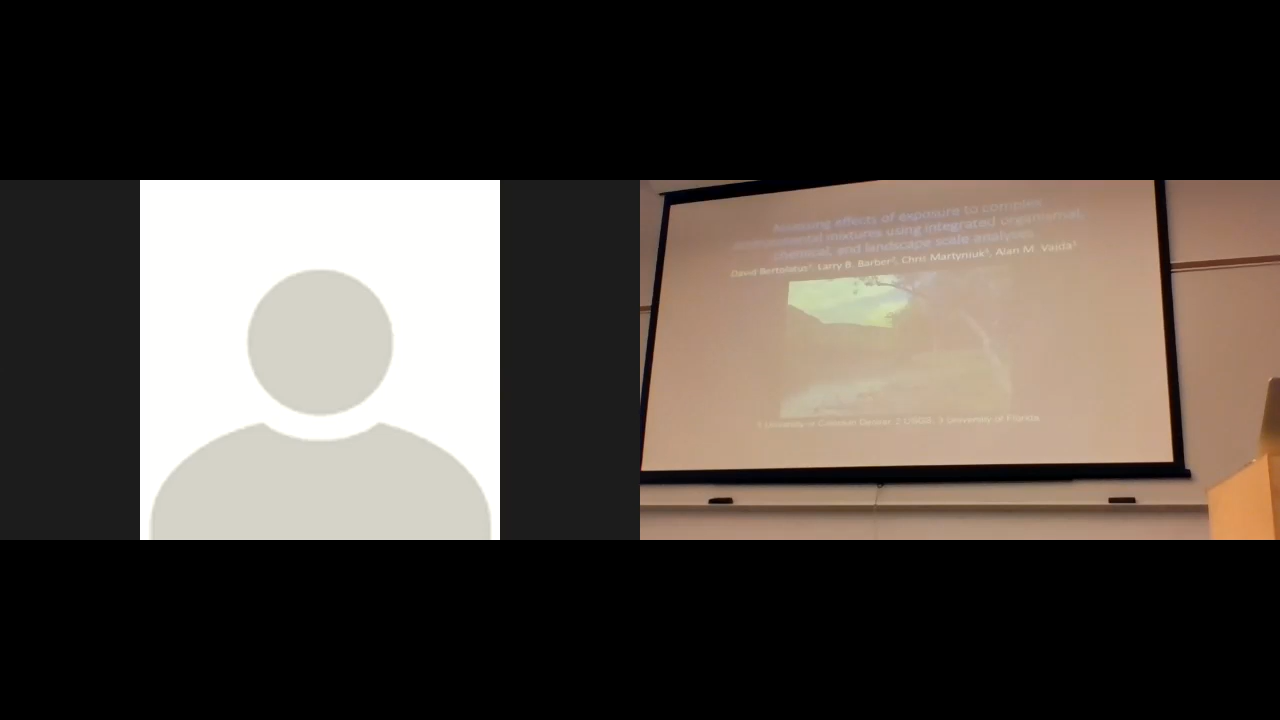 Assessing effects of exposure to complex
environmental mixtures using integrated organismal,
chemical, and landscape scale analyses
David Bertolatus¹, Larry B. Barber², Chris Martyniuk³, Alan M. Vajda¹
1 University of Colorado Denver 2 USGS; 3 University of Florida